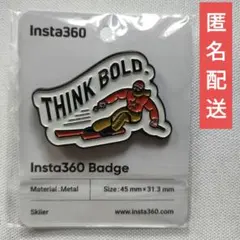 Insta360
匿名配送
THINK BOLD.
Insta360 Badge
Material : Metal
Size : 45 mm × 31.3 mm
Skiier
www.insta360.com